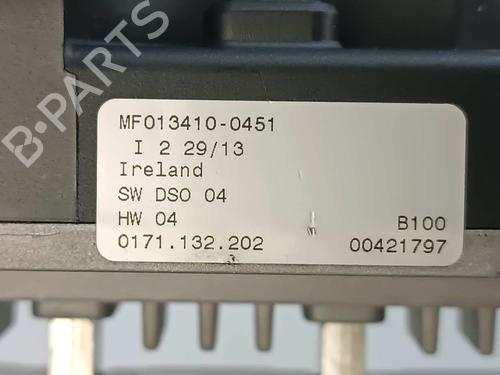 MF013410-0451
I 2 29/13
Ireland
SW DSO 04
HW 04
B100
0171.132.202
00421797
B-PARTS